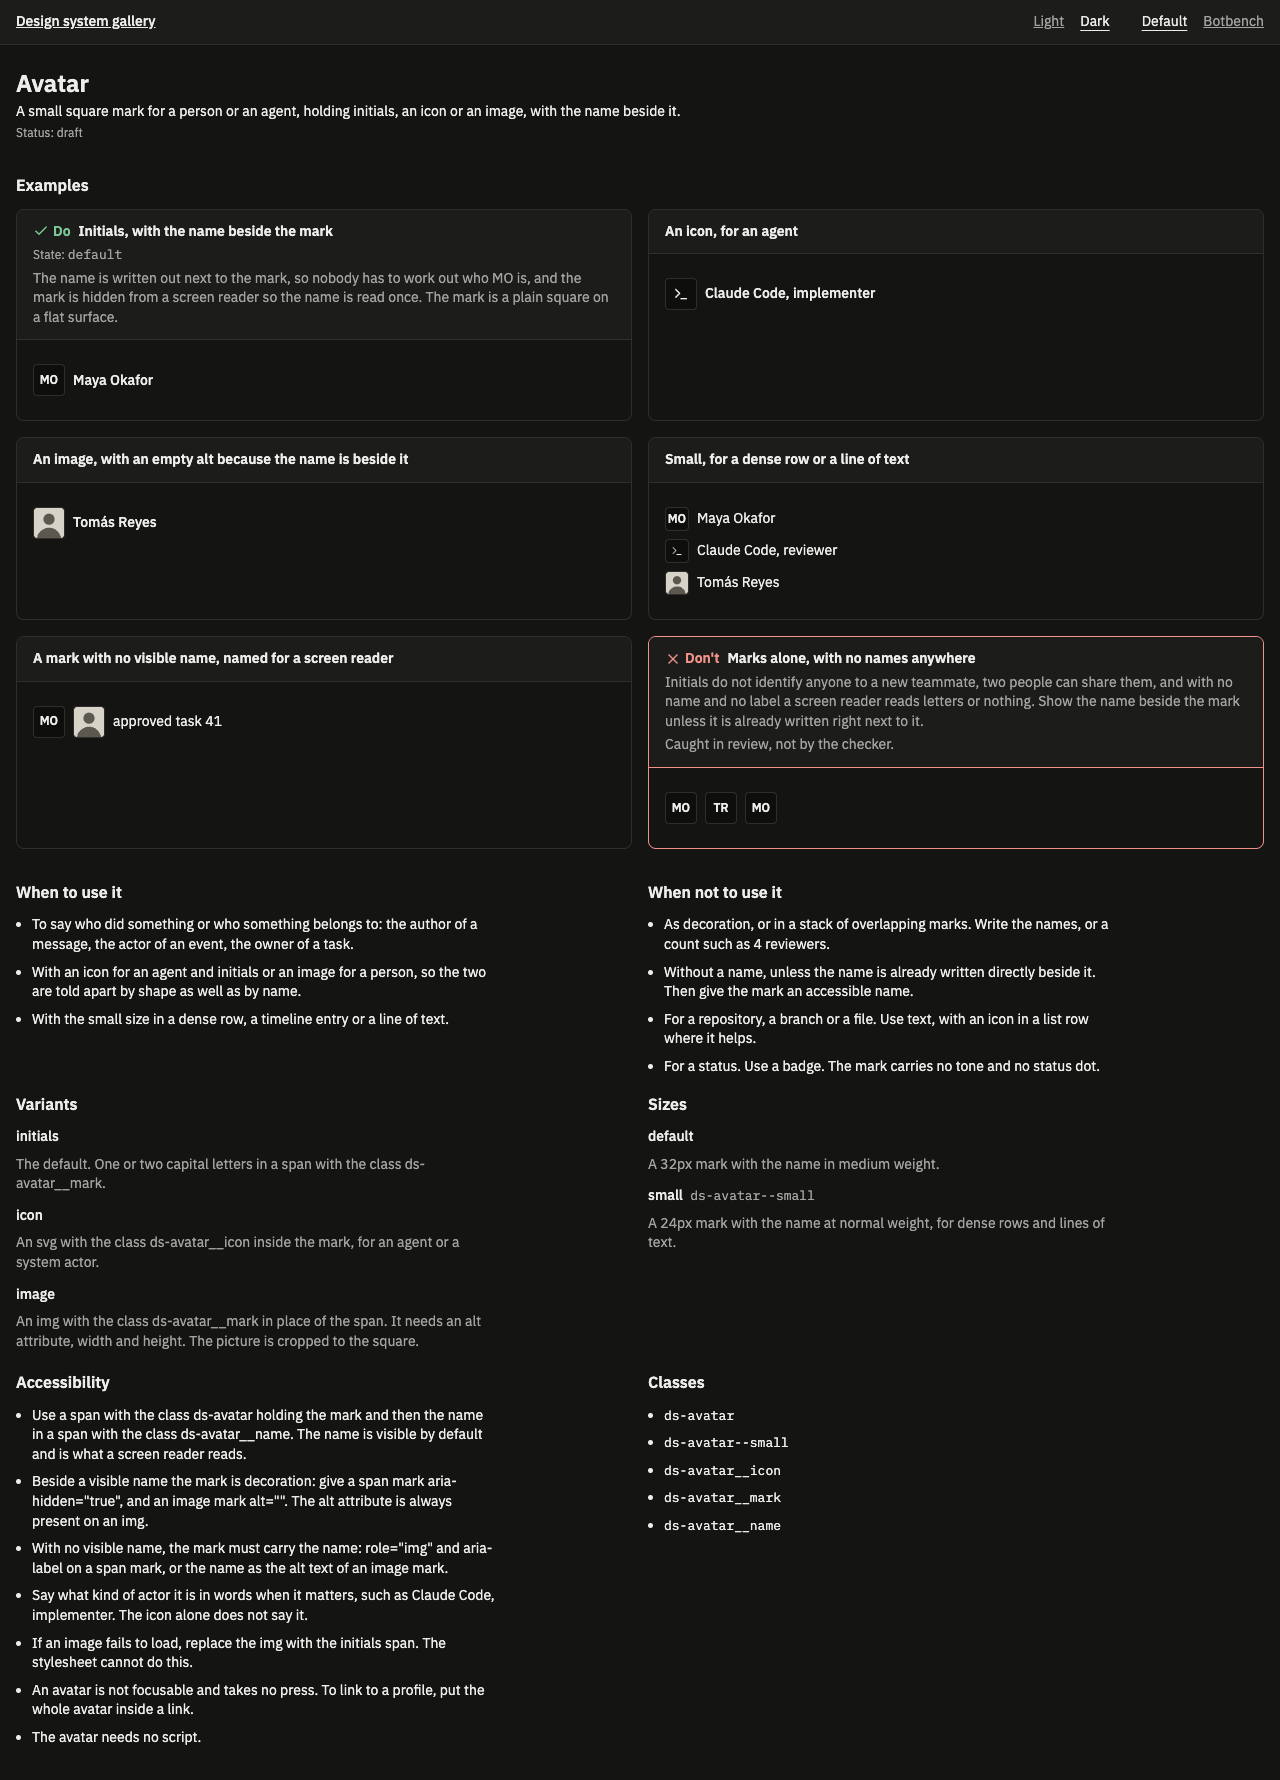 Design system gallery
Light Dark Default Botbench
Avatar
A small square mark for a person or an agent, holding initials, an icon or an image, with the name beside it.
Status: draft
Examples
Do Initials, with the name beside the mark
State: default
The name is written out next to the mark, so nobody has to work out who MO is, and the
mark is hidden from a screen reader so the name is read once. The mark is a plain square on
a flat surface.
MO Maya Okafor
An icon, for an agent
Claude Code, implementer
An image, with an empty alt because the name is beside it
Tomás Reyes
Small, for a dense row or a line of text
MO Maya Okafor
Claude Code, reviewer
Tomás Reyes
A mark with no visible name, named for a screen reader
MO approved task 41
Don't Marks alone, with no names anywhere
Initials do not identify anyone to a new teammate, two people can share them, and with no
name and no label a screen reader reads letters or nothing. Show the name beside the mark
unless it is already written right next to it.
Caught in review, not by the checker.
MO TR MO
When to use it
To say who did something or who something belongs to: the author of a
message, the actor of an event, the owner of a task.
With an icon for an agent and initials or an image for a person, so the two
are told apart by shape as well as by name.
With the small size in a dense row, a timeline entry or a line of text.
When not to use it
As decoration, or in a stack of overlapping marks. Write the names, or a
count such as 4 reviewers.
Without a name, unless the name is already written directly beside it.
Then give the mark an accessible name.
For a repository, a branch or a file. Use text, with an icon in a list row
where it helps.
For a status. Use a badge. The mark carries no tone and no status dot.
Variants
initials
The default. One or two capital letters in a span with the class ds-
avatar__mark.
icon
An svg with the class ds-avatar__icon inside the mark, for an agent or a
system actor.
image
An img with the class ds-avatar__mark in place of the span. It needs an alt
attribute, width and height. The picture is cropped to the square.
Sizes
default
A 32px mark with the name in medium weight.
small ds-avatar--small
A 24px mark with the name at normal weight, for dense rows and lines of
text.
Accessibility
Use a span with the class ds-avatar holding the mark and then the name
in a span with the class ds-avatar__name. The name is visible by default
and is what a screen reader reads.
Beside a visible name the mark is decoration: give a span mark aria-
hidden="true", and an image mark alt="". The alt attribute is always
present on an img.
With no visible name, the mark must carry the name: role="img" and aria-
label on a span mark, or the name as the alt text of an image mark.
Say what kind of actor it is in words when it matters, such as Claude Code,
implementer. The icon alone does not say it.
If an image fails to load, replace the img with the initials span. The
stylesheet cannot do this.
An avatar is not focusable and takes no press. To link to a profile, put the
whole avatar inside a link.
The avatar needs no script.
Classes
ds-avatar
ds-avatar--small
ds-avatar__icon
ds-avatar__mark
ds-avatar__name